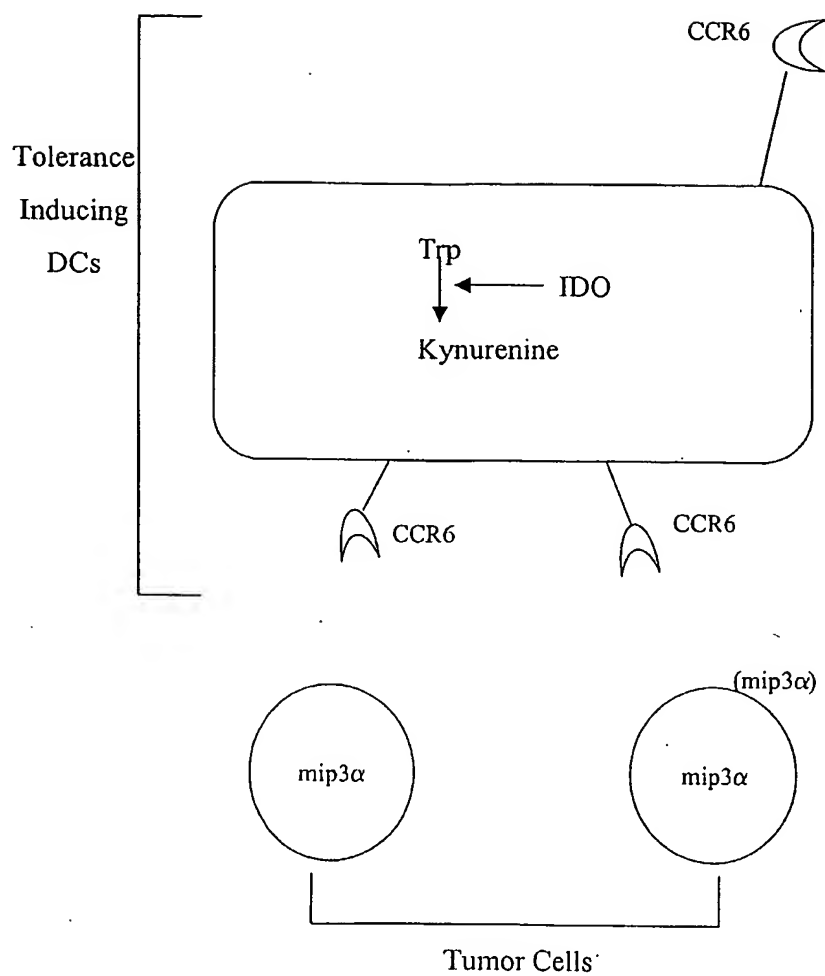 CCR6
Tolerance
Inducing
DCs
Trp
IDO
Kynurenine
CCR6
CCR6
(mip3α)
mip3α
mip3α
Tumor Cells